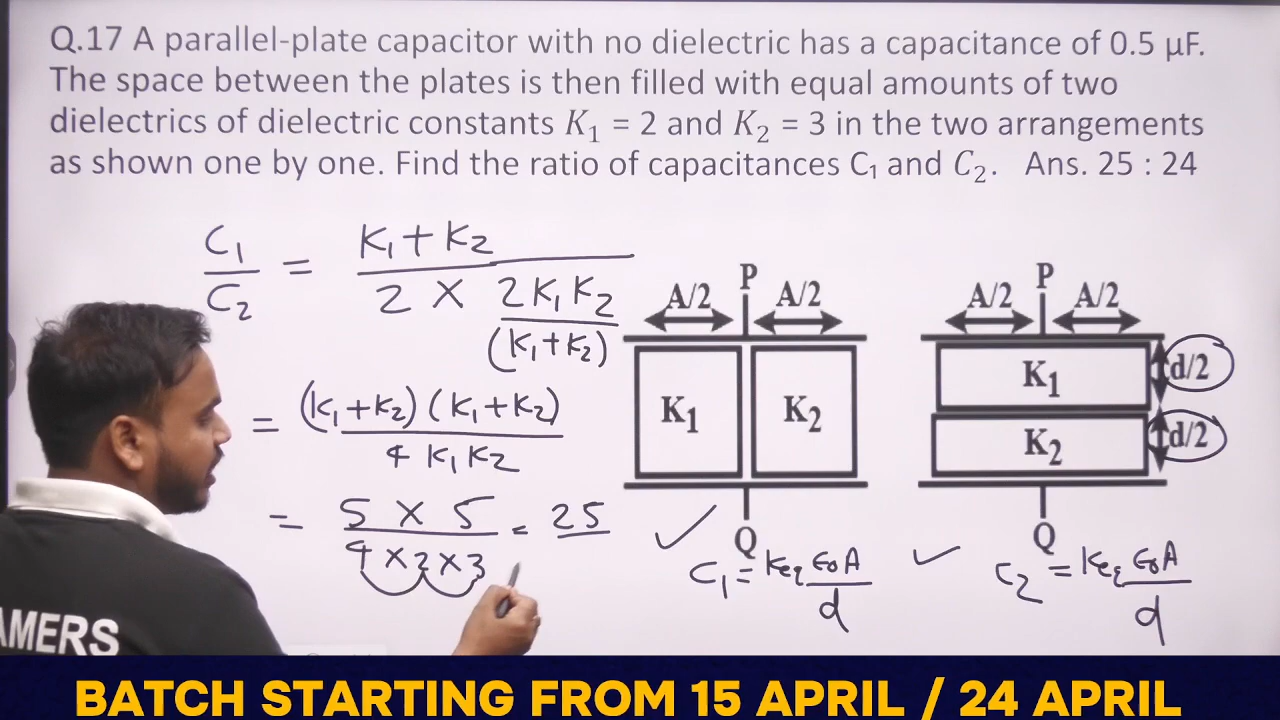 Q.17 A parallel-plate capacitor with no dielectric has a capacitance of 0.5 μF.
The space between the plates is then filled with equal amounts of two
dielectrics of dielectric constants K₁ = 2 and K₂ = 3 in the two arrangements
as shown one by one. Find the ratio of capacitances C₁ and C₂. Ans. 25 : 24
C₁/C₂ = (K₁+K₂)/(2 × 2K₁K₂/(K₁+K₂))
= (K₁+K₂)(K₁+K₂)/4K₁K₂
= 5×5/4×2×3 = 25
P
A/2 A/2
K₁ K₂
Q
C₁ = Keq ε₀A/d
P
A/2 A/2
K₁ d/2
K₂ d/2
Q
C₂ = Keq ε₀A/d
AMERS
BATCH STARTING FROM 15 APRIL / 24 APRIL